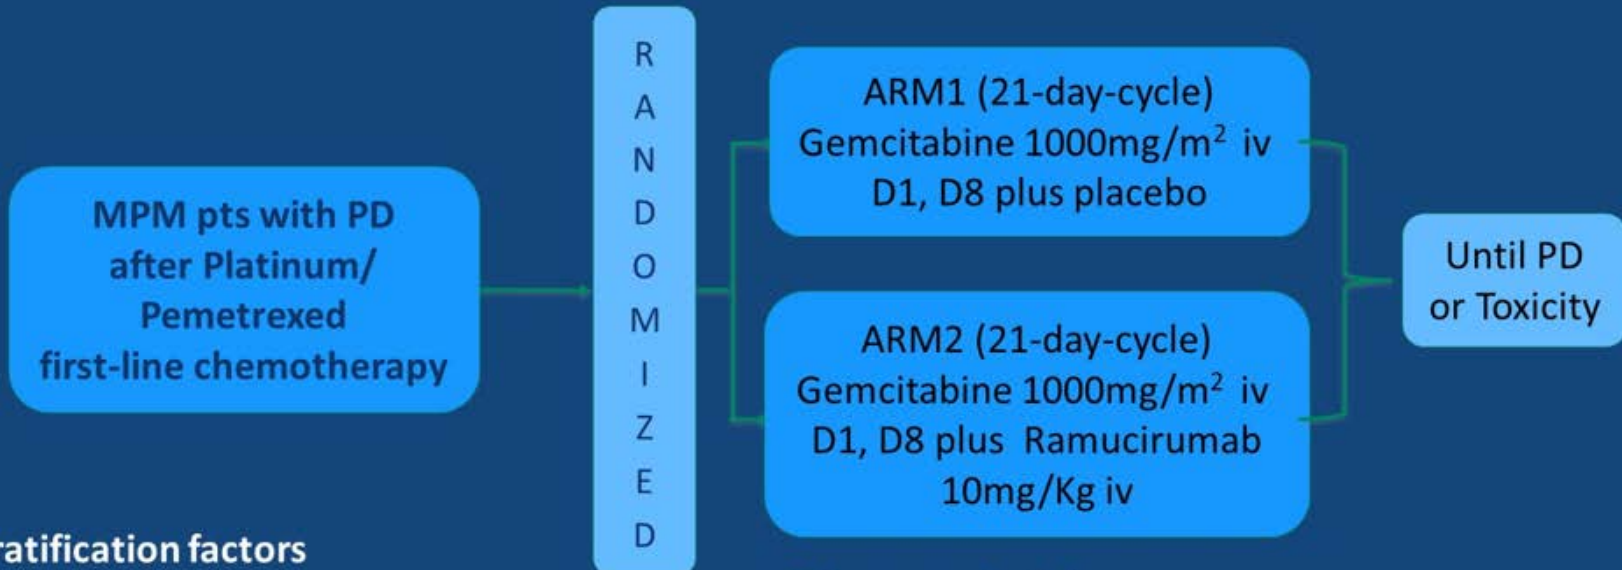 MPM pts with PD
after Platinum/
Pemetrexed
first-line chemotherapy
R
A
N
D
O
M
I
Z
E
D
ARM1 (21-day-cycle)
Gemcitabine 1000mg/m² iv
D1, D8 plus placebo
ARM2 (21-day-cycle)
Gemcitabine 1000mg/m² iv
D1, D8 plus Ramucirumab
10mg/Kg iv
Until PD
or Toxicity
ratification factors